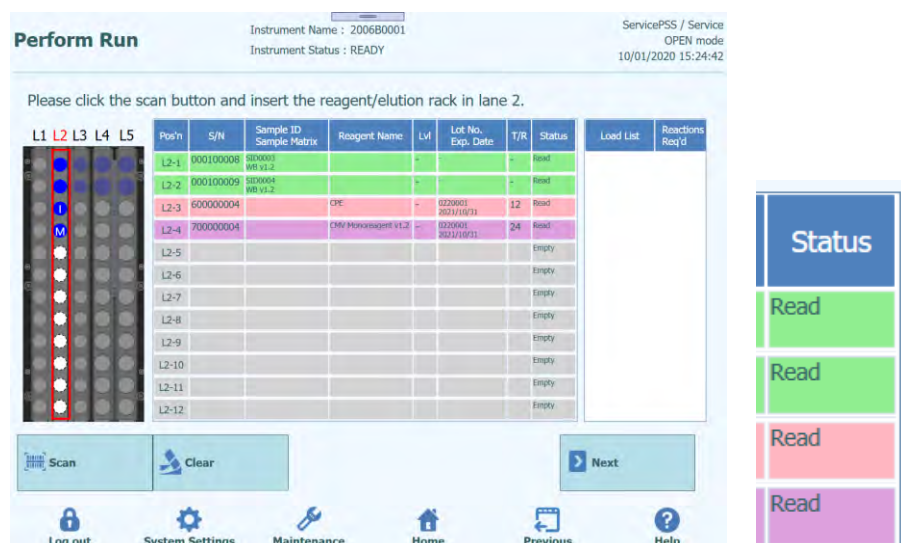 Perform Run
Instrument Name : 2006B0001
Instrument Status : READY
ServicePSS / Service
OPEN mode
10/01/2020 15:24:42
Please click the scan button and insert the reagent/elution rack in lane 2.
L1 L2 L3 L4 L5
Pos'n S/N Sample ID Sample Matrix Reagent Name Lvl Lot No. Exp. Date T/R Status
L2-1 000100008 SID0003 WB v1.2 - - - Read
L2-2 000100009 SID0004 WB v1.2 - - - Read
I L2-3 600000004 CPE - 0220001 2021/10/31 12 Read
M L2-4 700000004 CMV Monoreagent v1.2 - 0220001 2021/10/31 24 Read
L2-5 Empty
L2-6 Empty
L2-7 Empty
L2-8 Empty
L2-9 Empty
L2-10 Empty
L2-11 Empty
L2-12 Empty
Load List Reactions Req'd
Scan
Clear
Next
Log out
System Settings
Maintenance
Home
Previous
Help
Status
Read
Read
Read
Read